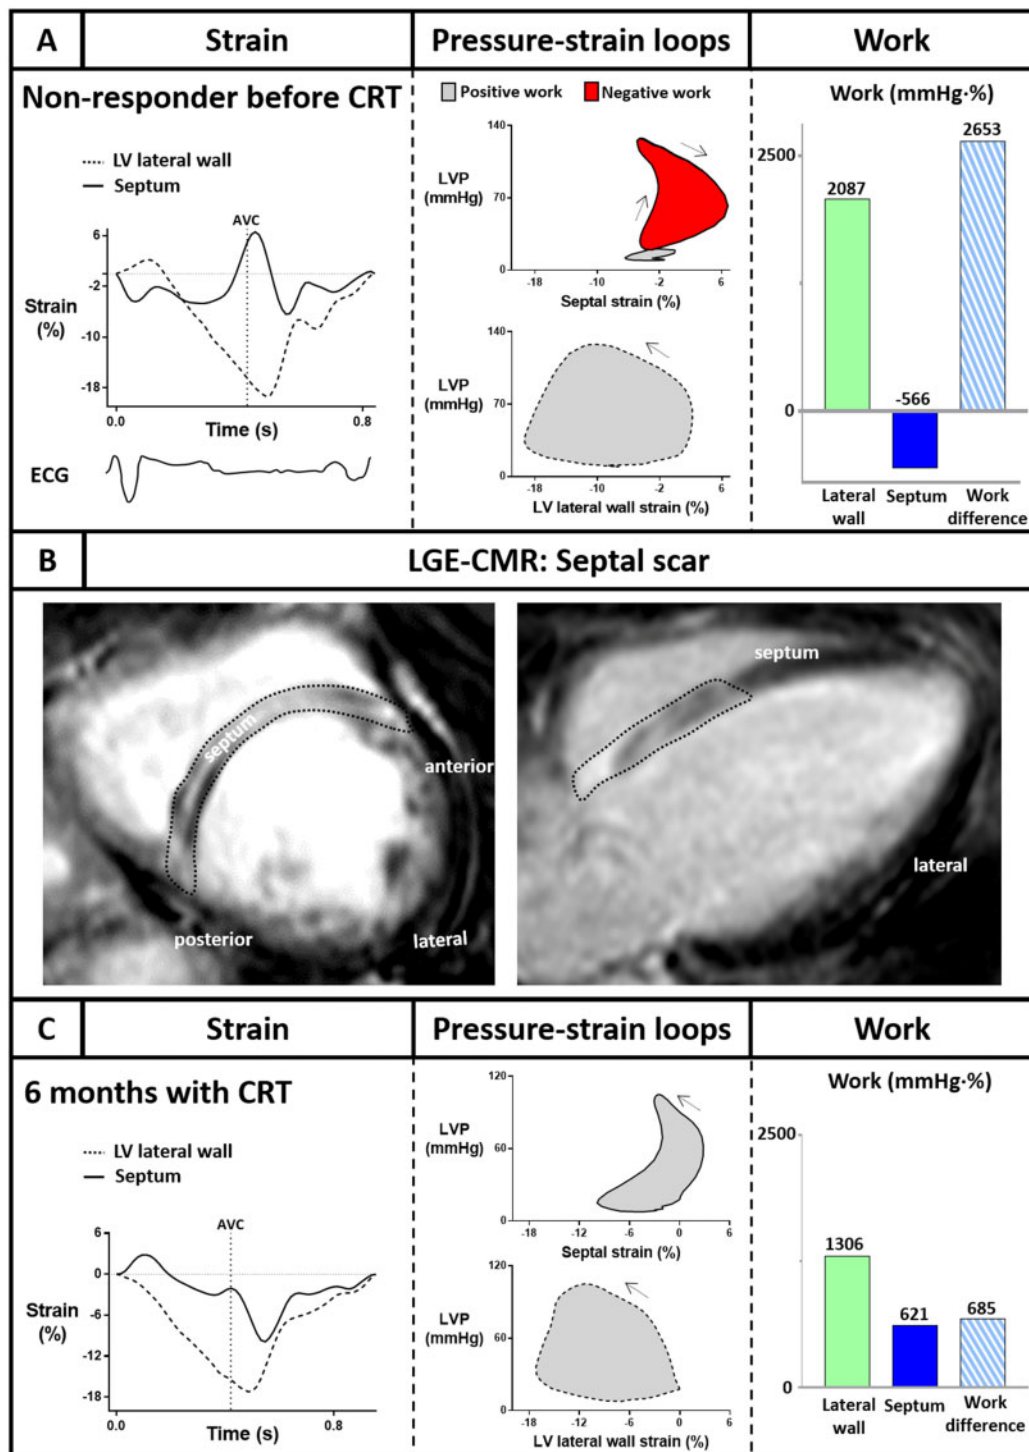 A
Strain
Pressure-strain loops
Work
Non-responder before CRT
LV lateral wall
Septum
AVC
6
-2
-10
-18
Strain
(%)
0.0
0.8
Time (s)
ECG
Positive work
Negative work
140
70
0
LVP
(mmHg)
-18
-10
-2
6
Septal strain (%)
140
70
0
LVP
(mmHg)
-18
-10
-2
6
LV lateral wall strain (%)
Work (mmHg·%)
2500
0
2087
-566
2653
Lateral
wall
Septum
Work
difference
B
LGE-CMR: Septal scar
septum
anterior
posterior
lateral
septum
lateral
C
Strain
Pressure-strain loops
Work
6 months with CRT
LV lateral wall
Septum
AVC
6
0
-6
-12
-18
Strain
(%)
0.0
0.8
Time (s)
120
60
0
LVP
(mmHg)
-18
-12
-6
0
6
Septal strain (%)
120
60
0
LVP
(mmHg)
-18
-12
-6
0
6
LV lateral wall strain (%)
Work (mmHg·%)
2500
0
1306
621
685
Lateral
wall
Septum
Work
difference